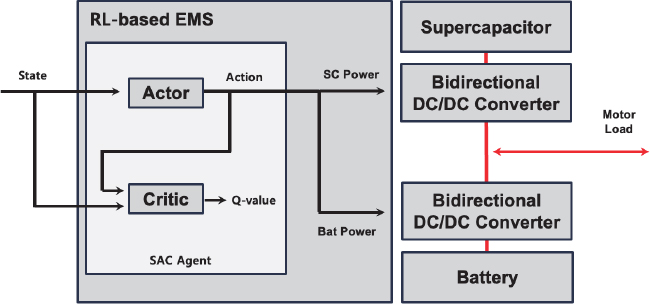 RL-based EMS
Supercapacitor
State
Actor
Action
SC Power
Bidirectional
DC/DC Converter
Motor
Load
Critic
Q-value
Bidirectional
DC/DC Converter
Bat Power
SAC Agent
Battery